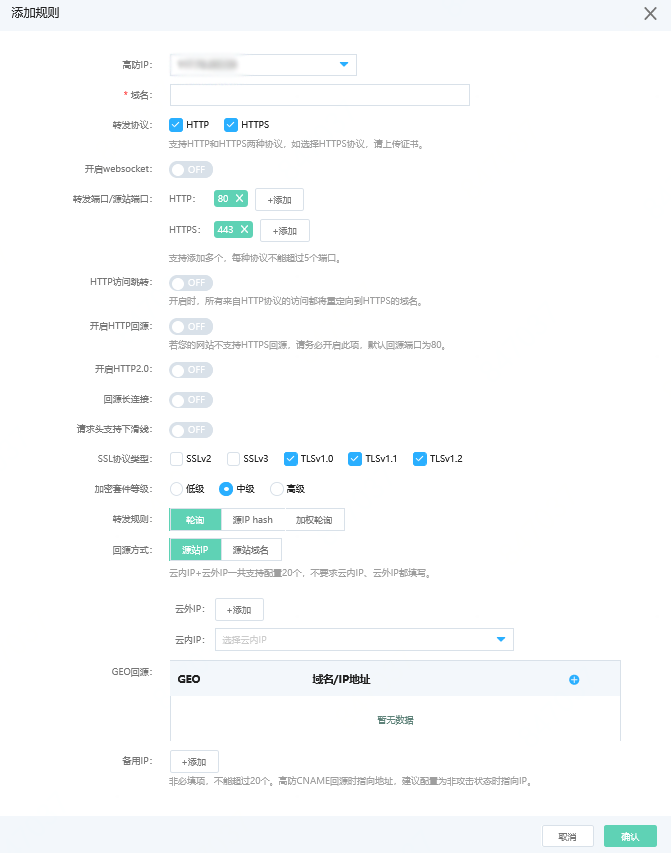 添加规则
高防IP：
* 域名：
转发协议： HTTP HTTPS
支持HTTP和HTTPS两种协议，如选择HTTPS协议，请上传证书。
开启websocket： OFF
转发端口/源站端口： HTTP： 80 +添加
HTTPS： 443 +添加
支持添加多个，每种协议不能超过5个端口。
HTTP访问跳转： OFF
开启时，所有来自HTTP协议的访问都将重定向到HTTPS的域名。
开启HTTP回源： OFF
若您的网站不支持HTTPS回源，请务必开启此项，默认回源端口为80。
开启HTTP2.0： OFF
回源长连接： OFF
请求头支持下滑线： OFF
SSL协议类型： SSLv2 SSLv3 TLSv1.0 TLSv1.1 TLSv1.2
加密套件等级： 低级 中级 高级
转发规则： 轮询 源IP hash 加权轮询
回源方式： 源站IP 源站域名
云内IP+云外IP一共支持配置20个，不要求云内IP、云外IP都填写。
云外IP： +添加
云内IP： 选择云内IP
GEO回源： GEO 域名/IP地址
暂无数据
备用IP： +添加
非必填项，不能超过20个。高防CNAME回源时指向地址，建议配置为非攻击状态时指向IP。
取消 确认